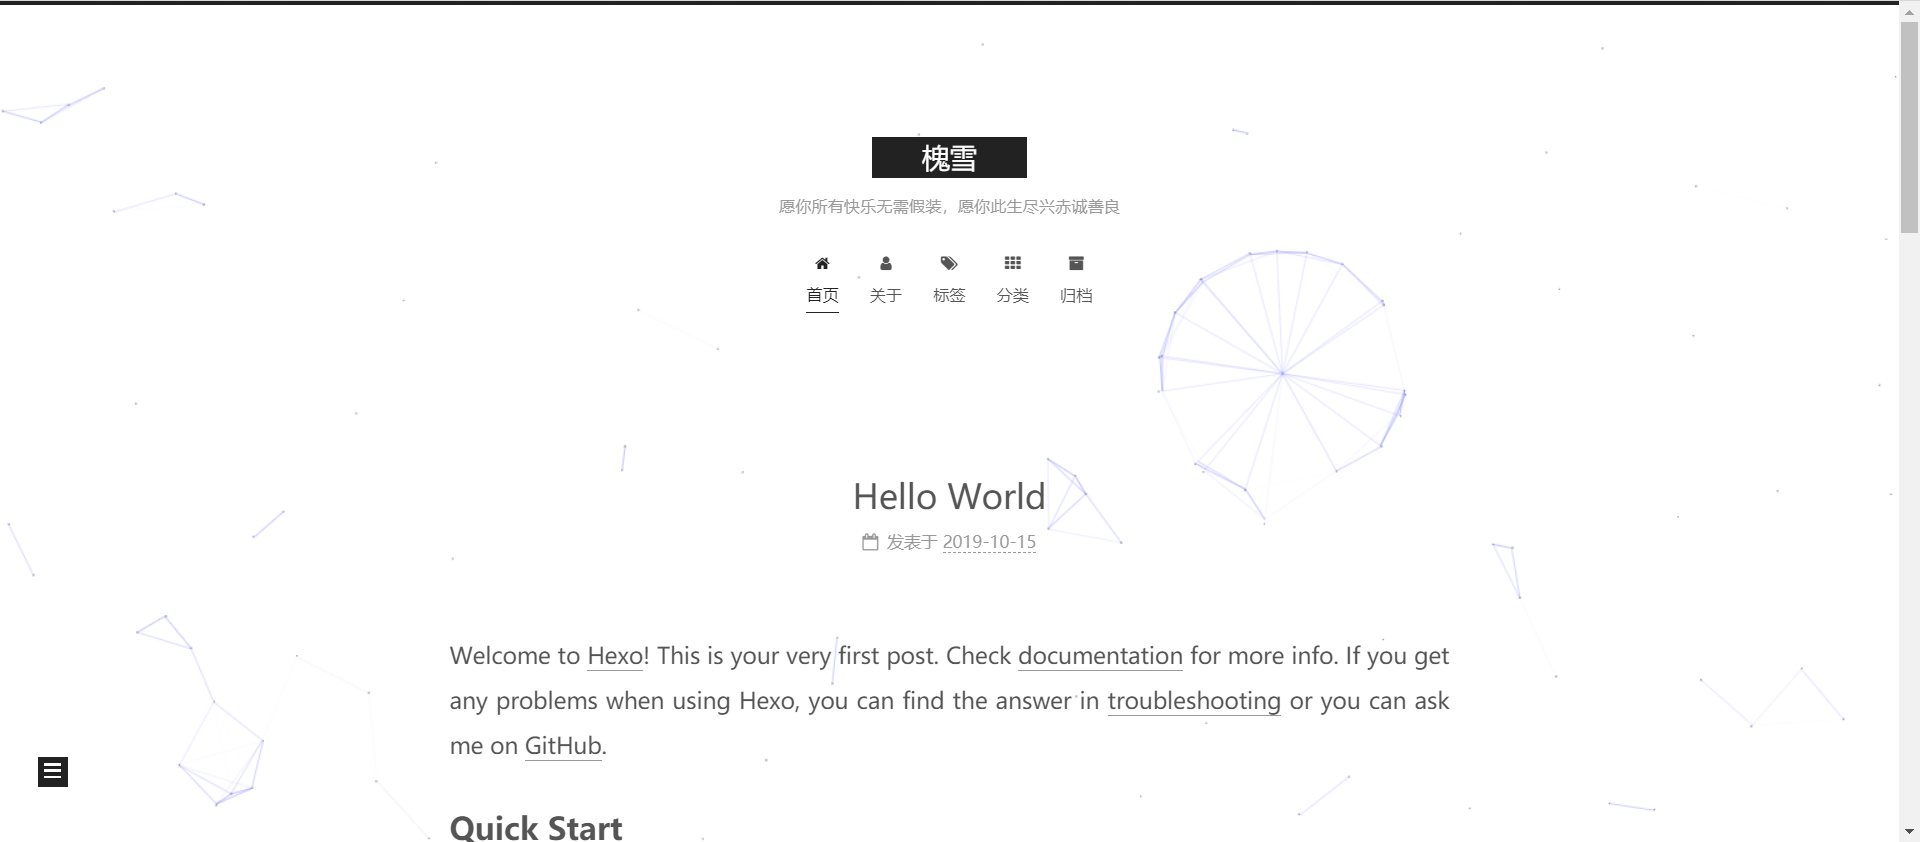 槐雪
愿你所有快乐无需假装，愿你此生尽兴赤诚善良
首页 关于 标签 分类 归档
Hello World
发表于 2019-10-15
Welcome to Hexo! This is your very first post. Check documentation for more info. If you get
any problems when using Hexo, you can find the answer in troubleshooting or you can ask
me on GitHub.
Quick Start